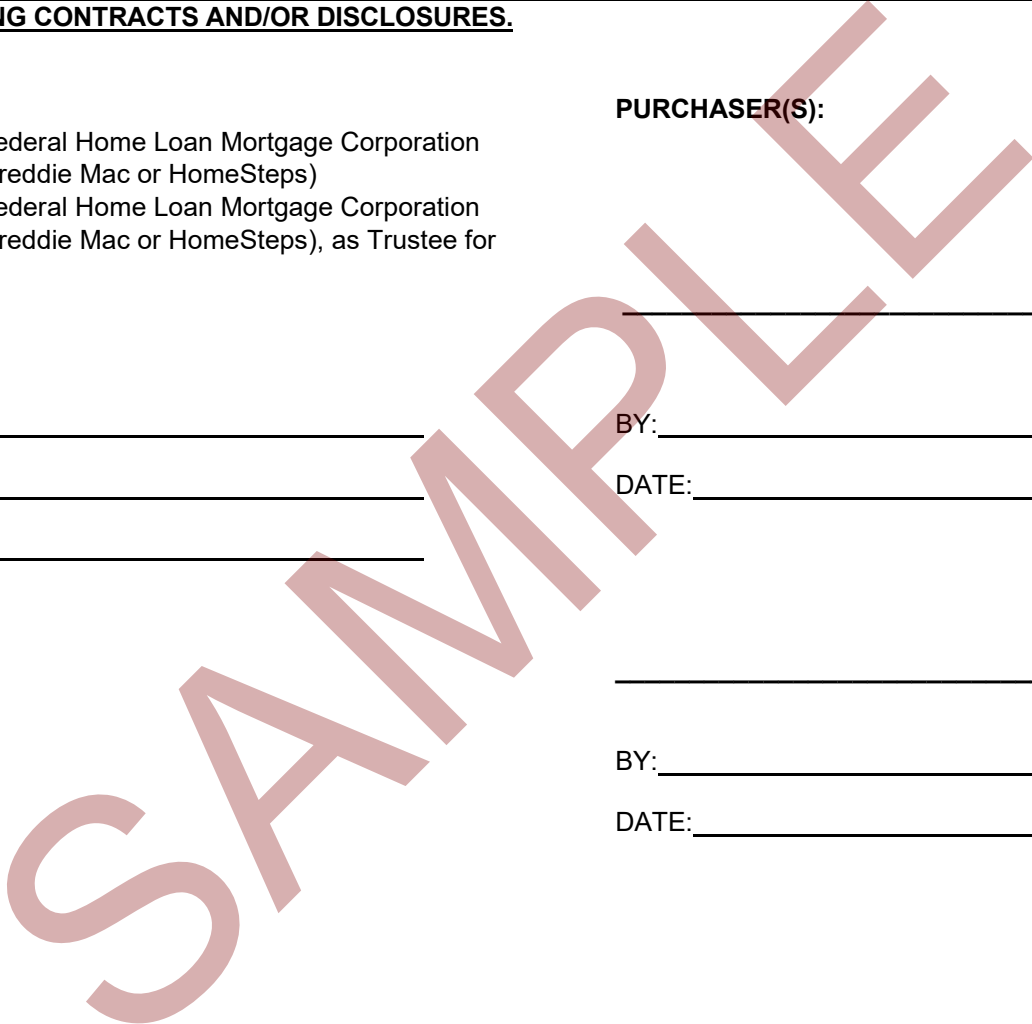 NG CONTRACTS AND/OR DISCLOSURES.
ederal Home Loan Mortgage Corporation
reddie Mac or HomeSteps)
ederal Home Loan Mortgage Corporation
reddie Mac or HomeSteps), as Trustee for
PURCHASER(S):
BY:
DATE:
BY:
DATE:
SAMPLE